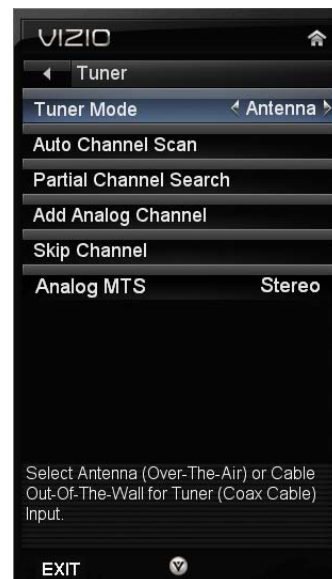 VIZIO
Tuner
Tuner Mode Antenna
Auto Channel Scan
Partial Channel Search
Add Analog Channel
Skip Channel
Analog MTS Stereo
Select Antenna (Over-The-Air) or Cable
Out-Of-The-Wall for Tuner (Coax Cable)
Input.
EXIT V